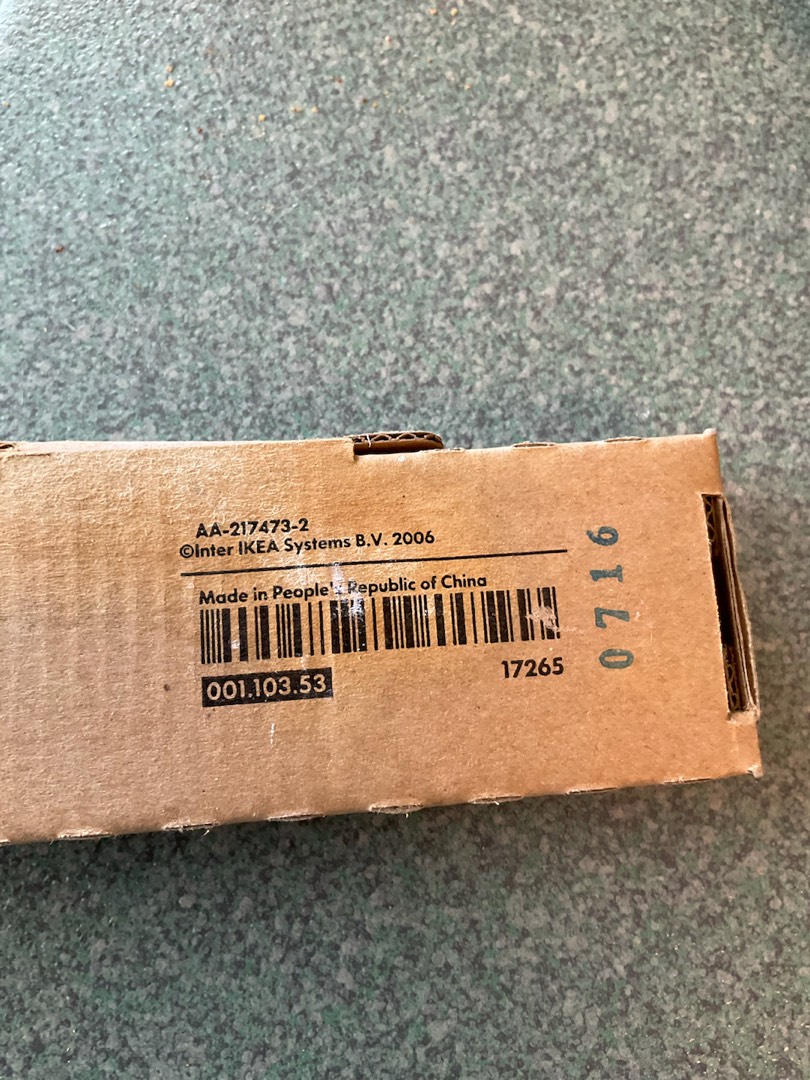 AA-217473-2
©Inter IKEA Systems B.V. 2006
Made in People's Republic of China
001.103.53
17265
0716